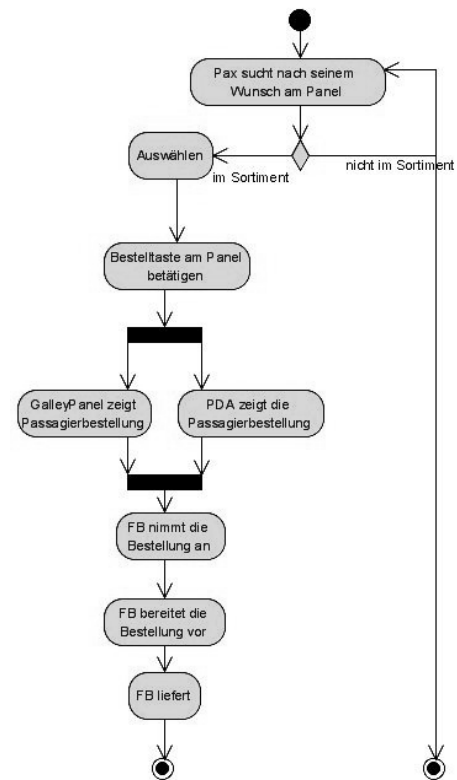 Pax sucht nach seinem
Wunsch am Panel
Auswählen
im Sortiment
nicht im Sortiment
Bestelltaste am Panel
betätigen
GalleyPanel zeigt
Passagierbestellung
PDA zeigt die
Passagierbestellung
FB nimmt die
Bestellung an
FB bereitet die
Bestellung vor
FB liefert